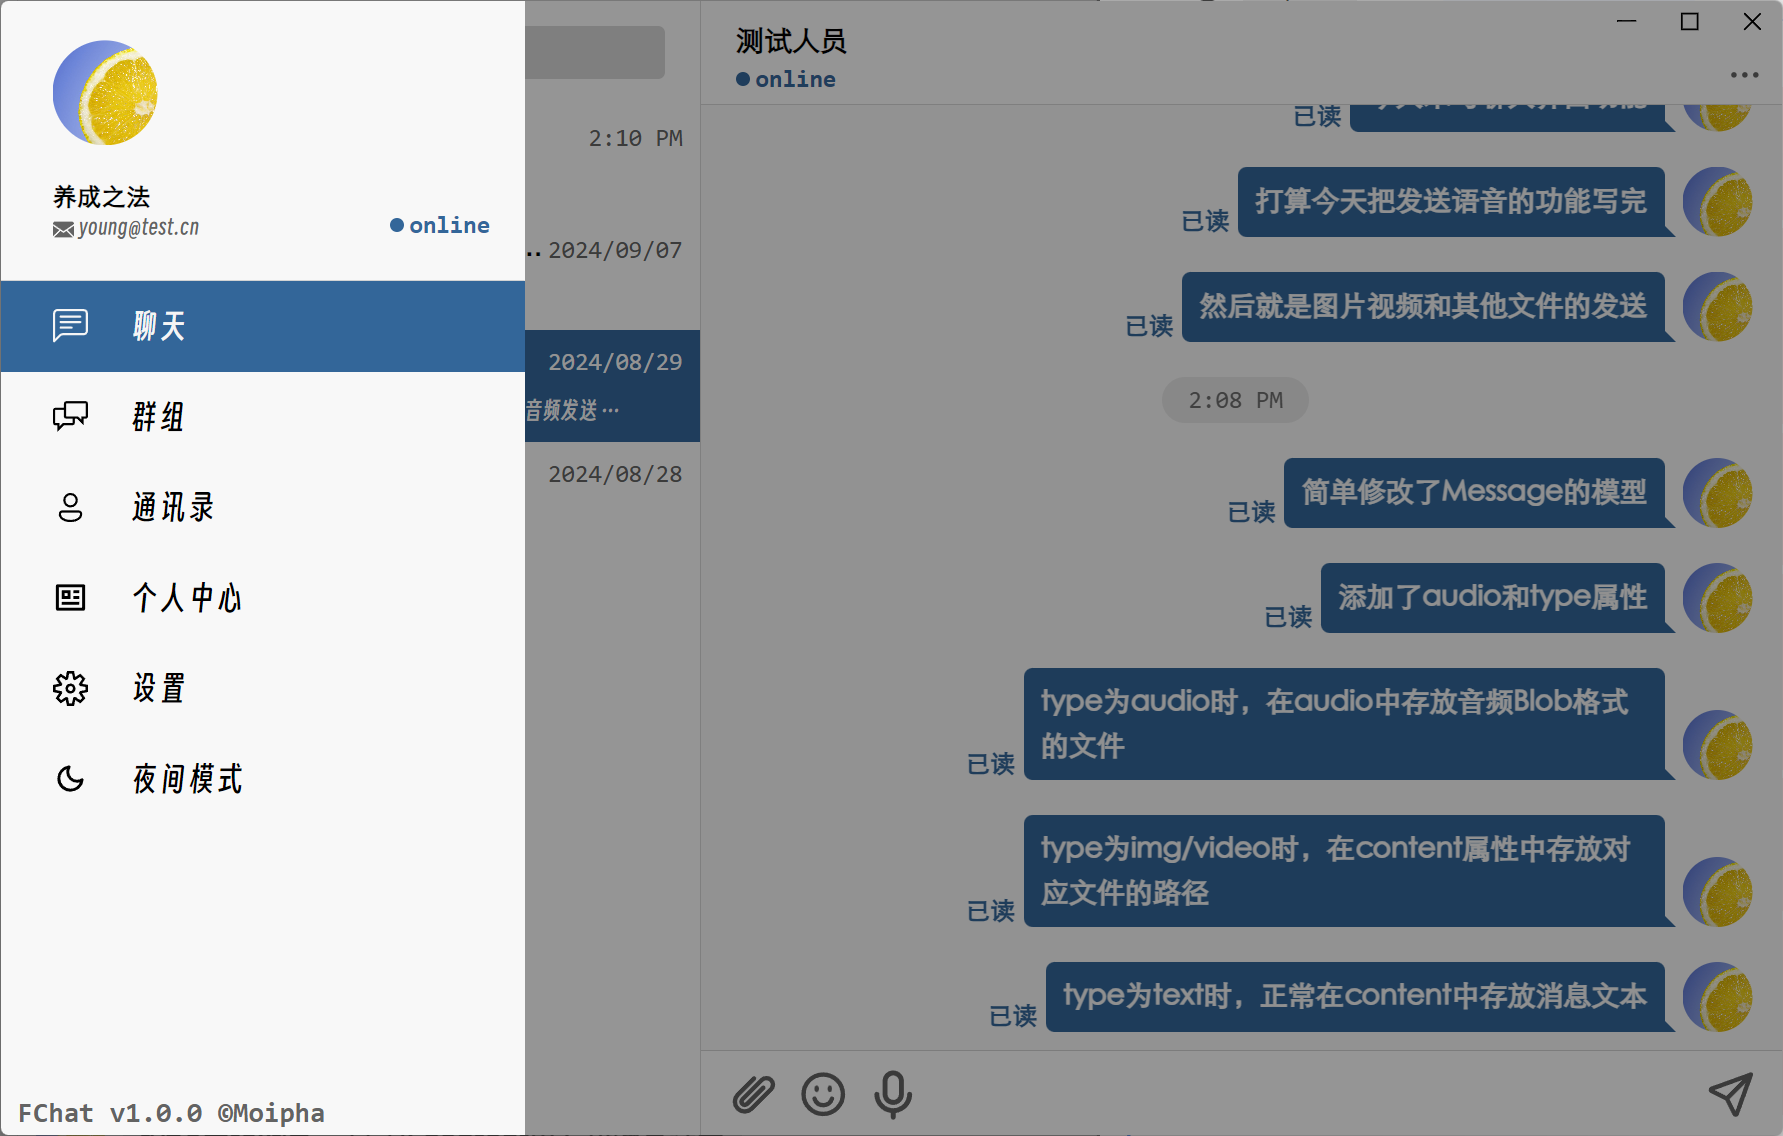 养成之法
young@test.cn
online
聊天
群组
通讯录
个人中心
设置
夜间模式
FChat v1.0.0 ©Moipha
2:10 PM
2024/09/07
2024/08/29
音频发送…
2024/08/28
测试人员
online
已读
打算今天把发送语音的功能写完
已读
然后就是图片视频和其他文件的发送
已读
2:08 PM
简单修改了Message的模型
已读
添加了audio和type属性
已读
type为audio时，在audio中存放音频Blob格式
的文件
已读
type为img/video时，在content属性中存放对
应文件的路径
已读
type为text时，正常在content中存放消息文本
已读